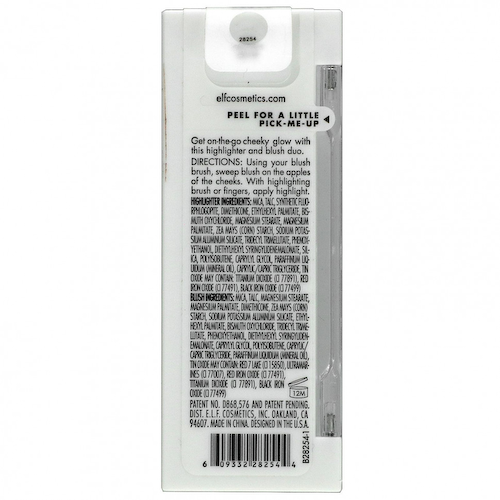 28254
elfcosmetics.com
PEEL FOR A LITTLE
PICK-ME-UP
Get on-the-go cheeky glow with
this highlighter and blush duo.
DIRECTIONS: Using your blush
brush, sweep blush on the apples
of the cheeks. With highlighting
brush or fingers, apply highlight.
HIGHLIGHTER INGREDIENTS: MICA, TALC, SYNTHETIC FLUO-
RPHLOGOPITE, DIMETHICONE, ETHYLHEXYL PALMITATE, BIS-
MUTH OXYCHLORIDE, MAGNESIUM STEARATE, MAGNESIUM
PALMITATE, ZEA MAYS (CORN) STARCH, SODIUM POTAS-
SIUM ALUMINUM SILICATE, TRIDECYL TRIMELLITATE, PHENOX-
YETHANOL, DIETHYLHEXYL SYRINGYLIDENEMALONATE, SIL-
ICA, POLYISOBUTENE, CAPRYLYL GLYCOL, PARAFFINUM LIQ-
UIDUM (MINERAL OIL), CAPRYLIC/CAPRIC TRIGLYCERIDE, TIN
OXIDE MAY CONTAIN: TITANIUM DIOXIDE (CI 77891), RED
IRON OXIDE (CI 77491), BLACK IRON OXIDE (CI 77499)
BLUSH INGREDIENTS: MICA, TALC, MAGNESIUM STEARATE,
MAGNESIUM PALMITATE, DIMETHICONE, ZEA MAYS (CORN)
STARCH, SODIUM POTASSIUM ALUMINUM SILICATE, ETHYL-
HEXYL PALMITATE, BISMUTH OXYCHLORIDE, TRIDECYL TRIME-
LLITATE, PHENOXYETHANOL, DIETHYLHEXYL SYRINGYLIDEN-
EMALONATE, CAPRYLYL GLYCOL, POLYISOBUTENE, CAPRYLIC/
CAPRIC TRIGLYCERIDE, PARAFFINUM LIQUIDUM (MINERAL OIL),
TIN OXIDE MAY CONTAIN: RED 7 LAKE (CI 15850), ULTRAMAR-
INES (CI 77007), RED IRON OXIDE (CI 77491),
TITANIUM DIOXIDE (CI 77891), BLACK IRON
OXIDE (CI 77499)
12M
PATENT NO. D868,576 AND PATENT PENDING.
DIST. E.L.F. COSMETICS, INC. OAKLAND, CA
94607. MADE IN CHINA. DESIGNED IN THE U.S.A.
B28254-1
6 09332 28254 4